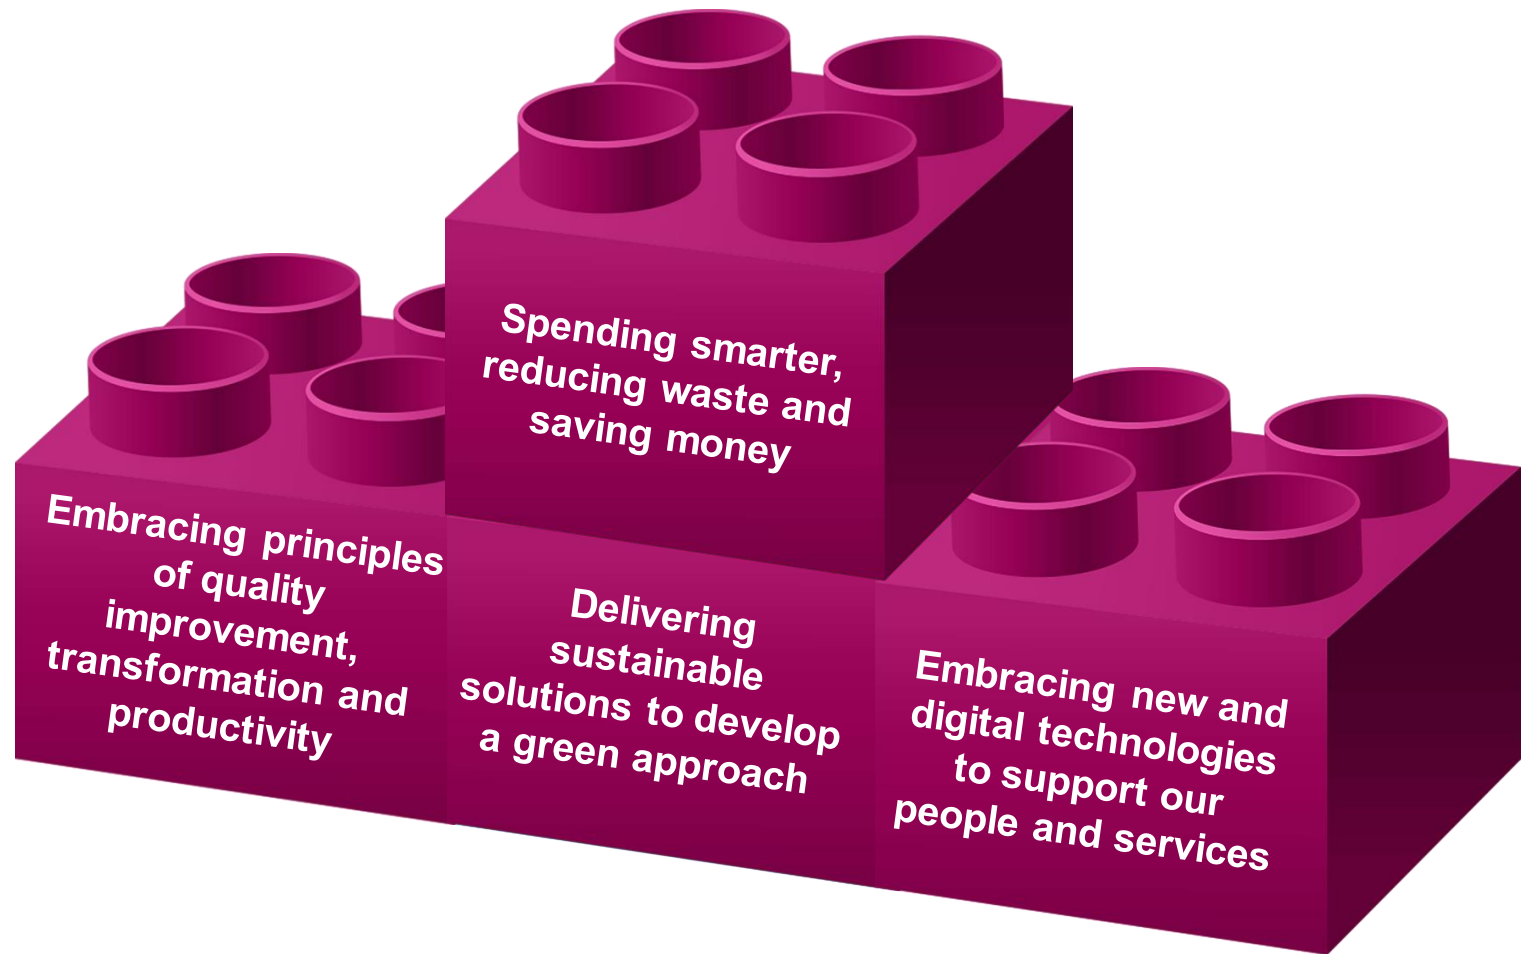 Spending smarter,
reducing waste and
saving money
Embracing principles
of quality
improvement,
transformation and
productivity
Delivering
sustainable
solutions to develop
a green approach
Embracing new and
digital technologies
to support our
people and services